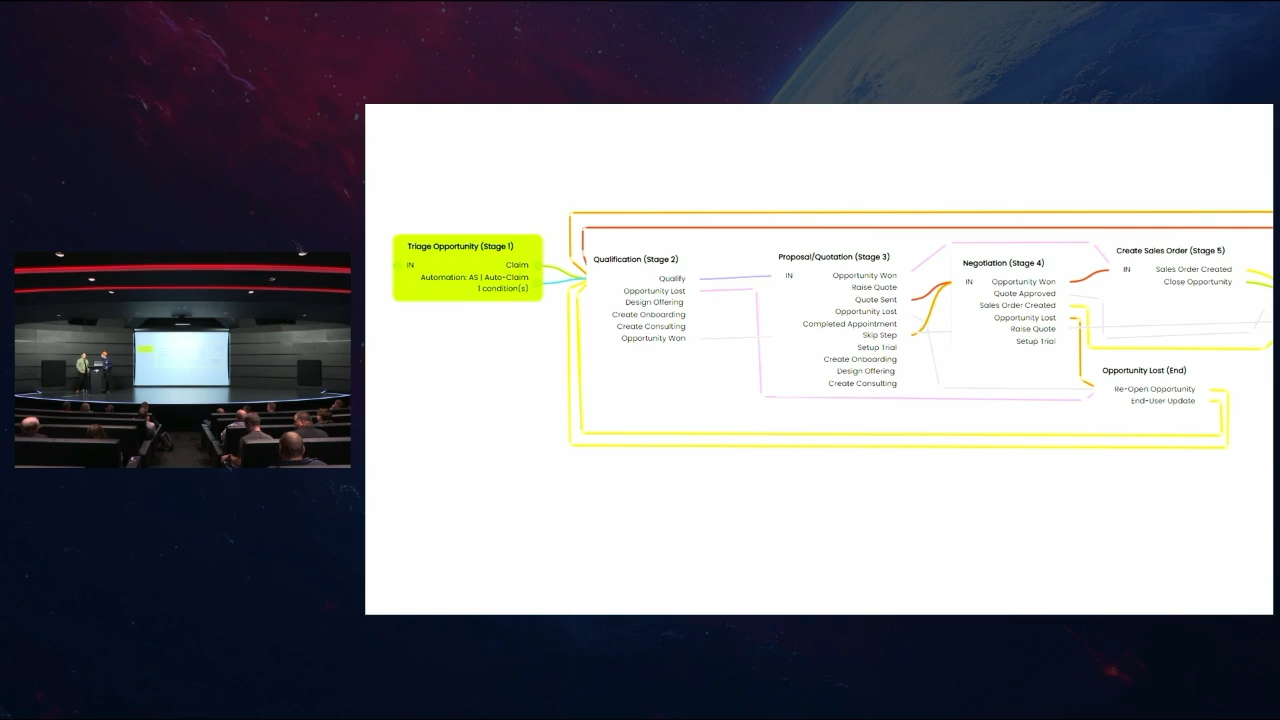 Triage Opportunity (Stage 1)
IN
Claim
Automation: AS | Auto-Claim
1 condition(s)
Qualification (Stage 2)
Qualify
Opportunity Lost
Design Offering
Create Onboarding
Create Consulting
Opportunity Won
Proposal/Quotation (Stage 3)
IN
Opportunity Won
Raise Quote
Quote Sent
Opportunity Lost
Completed Appointment
Skip Step
Setup Trial
Create Onboarding
Design Offering
Create Consulting
Negotiation (Stage 4)
IN
Opportunity Won
Quote Approved
Sales Order Created
Opportunity Lost
Raise Quote
Setup Trial
Create Sales Order (Stage 5)
IN
Sales Order Created
Close Opportunity
Opportunity Lost (End)
Re-Open Opportunity
End-User Update